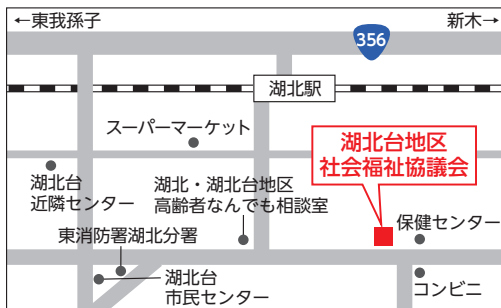 ←東我孫子
新木→
356
湖北駅
スーパーマーケット
湖北台地区
社会福祉協議会
湖北台
近隣センター
湖北・湖北台地区
高齢者なんでも相談室
保健センター
東消防署湖北分署
湖北台
市民センター
コンビニ